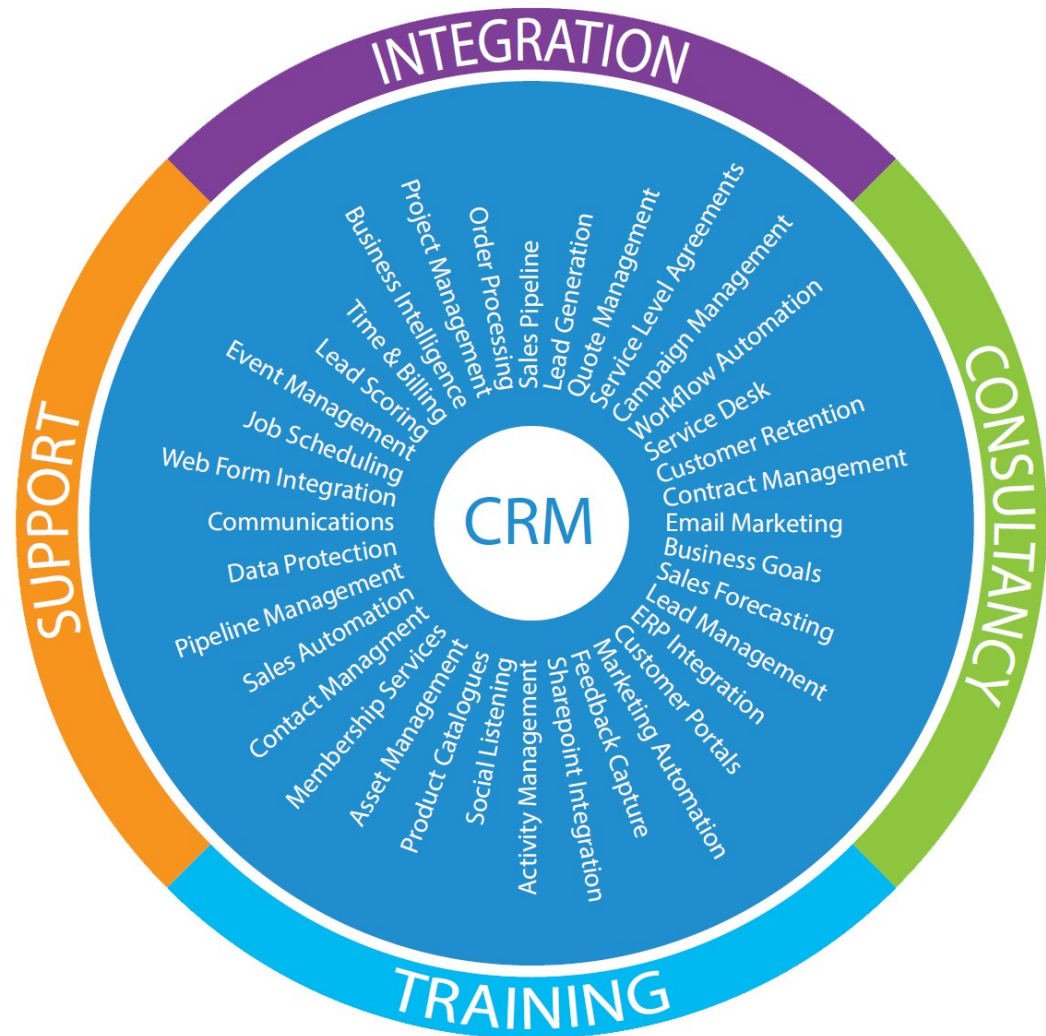 INTEGRATION
CONSULTANCY
TRAINING
SUPPORT
CRM
Sales Pipeline
Lead Generation
Quote Management
Service Level Agreements
Campaign Management
Workflow Automation
Service Desk
Customer Retention
Contract Management
Email Marketing
Business Goals
Sales Forecasting
Lead Management
ERP Integration
Customer Portals
Marketing Automation
Feedback Capture
Sharepoint Integration
Activity Management
Social Listening
Product Catalogues
Asset Management
Membership Services
Contact Managment
Sales Automation
Pipeline Management
Data Protection
Communications
Web Form Integration
Job Scheduling
Event Management
Lead Scoring
Time & Billing
Business Intelligence
Project Management
Order Processing